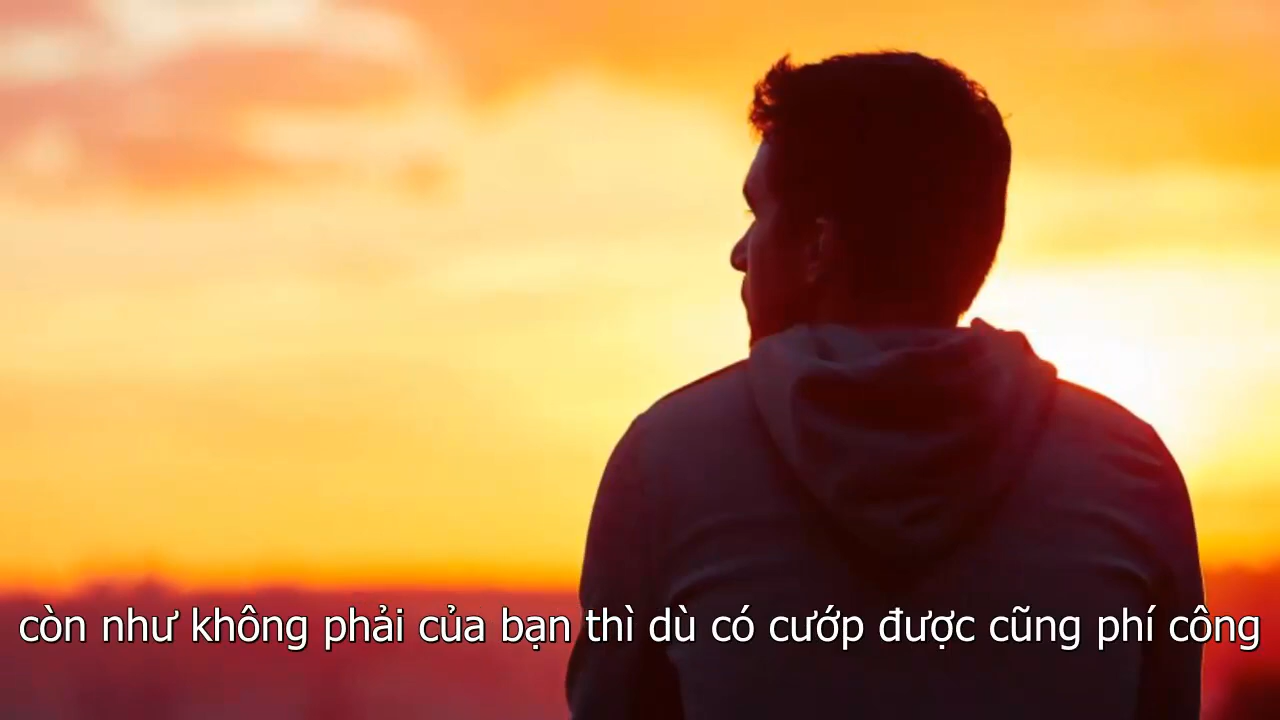 còn như không phải của bạn thì dù có cướp được cũng phí công